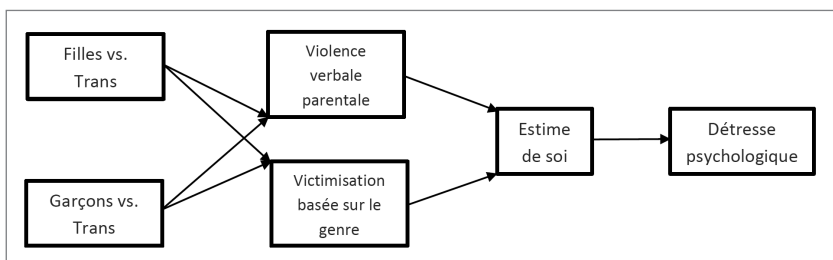 Filles vs.
Trans
Violence
verbale
parentale
Estime
de soi
Détresse
psychologique
Garçons vs.
Trans
Victimisation
basée sur le
genre